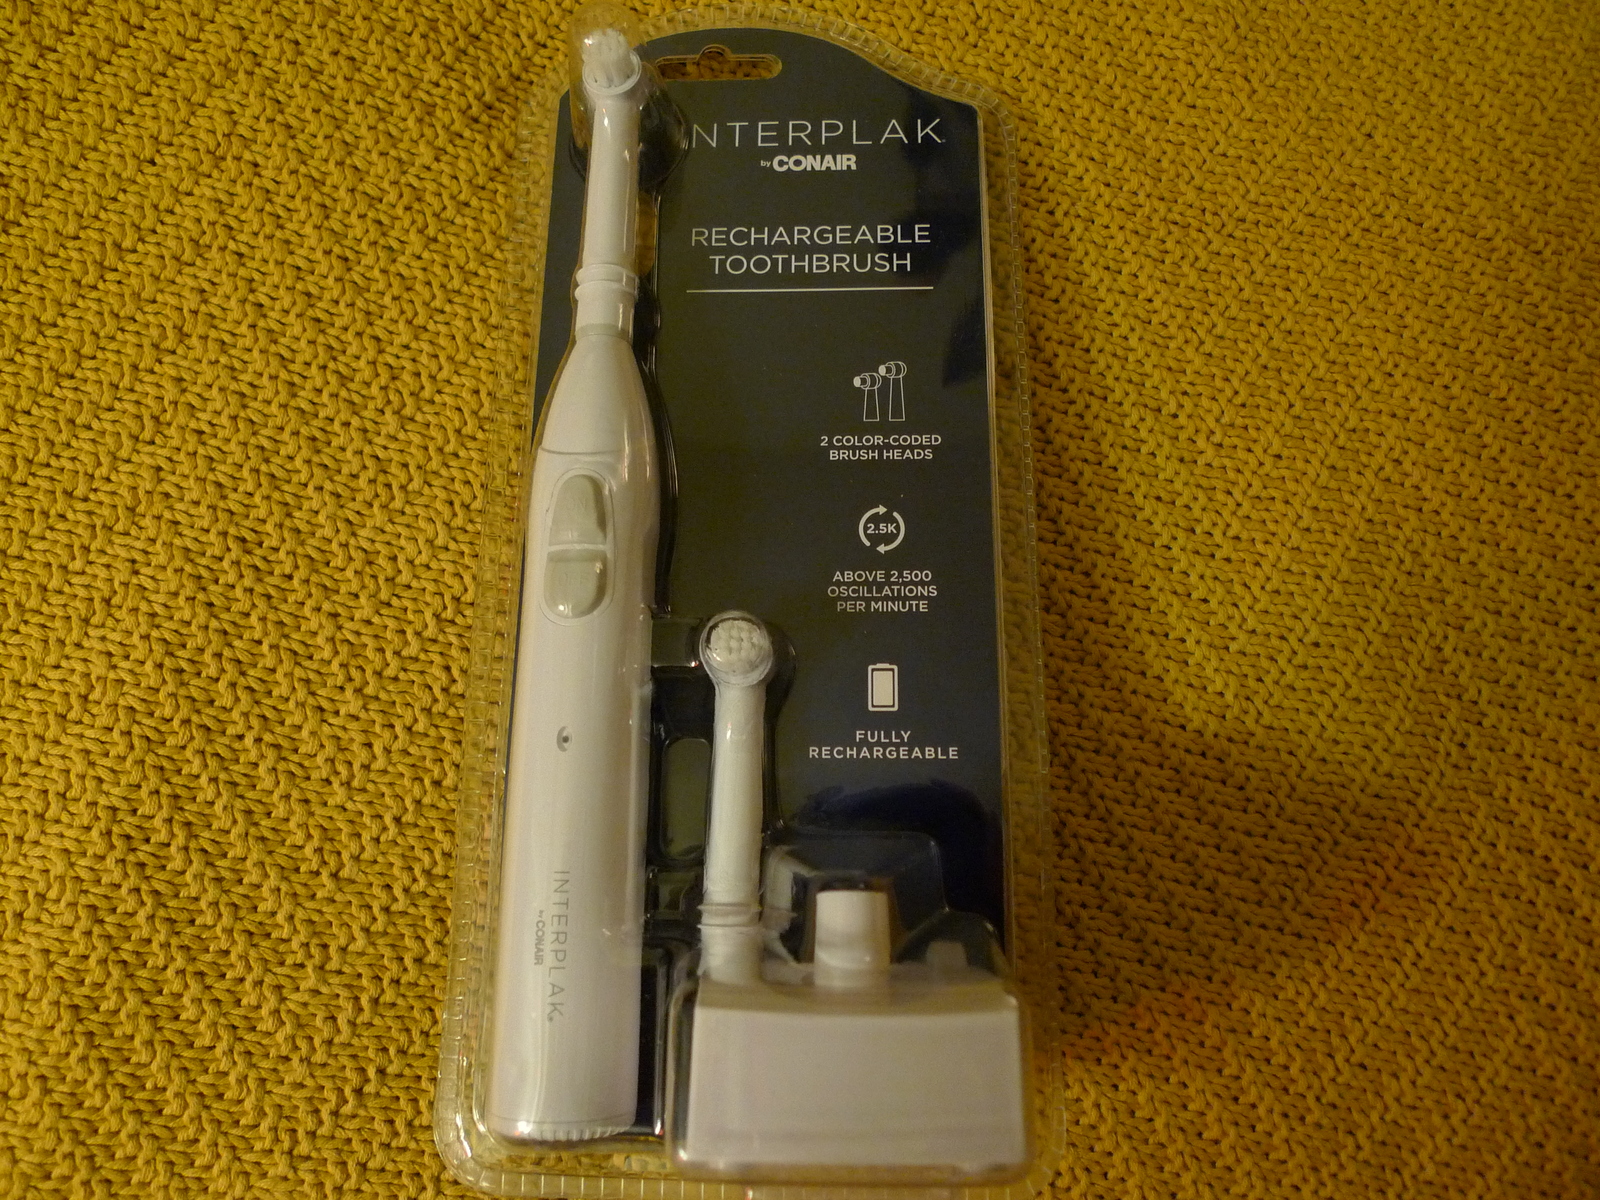 INTERPLAK
by CONAIR
RECHARGEABLE
TOOTHBRUSH
2 COLOR-CODED
BRUSH HEADS
2.5K
ABOVE 2,500
OSCILLATIONS
PER MINUTE
FULLY
RECHARGEABLE
INTERPLAK
by CONAIR